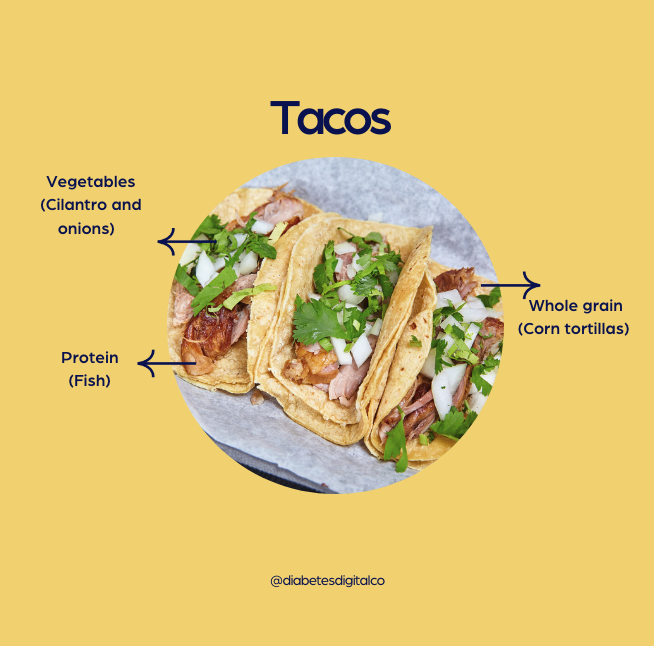 Tacos
Vegetables
(Cilantro and
onions)
Whole grain
(Corn tortillas)
Protein
(Fish)
@diabetesdigitalco